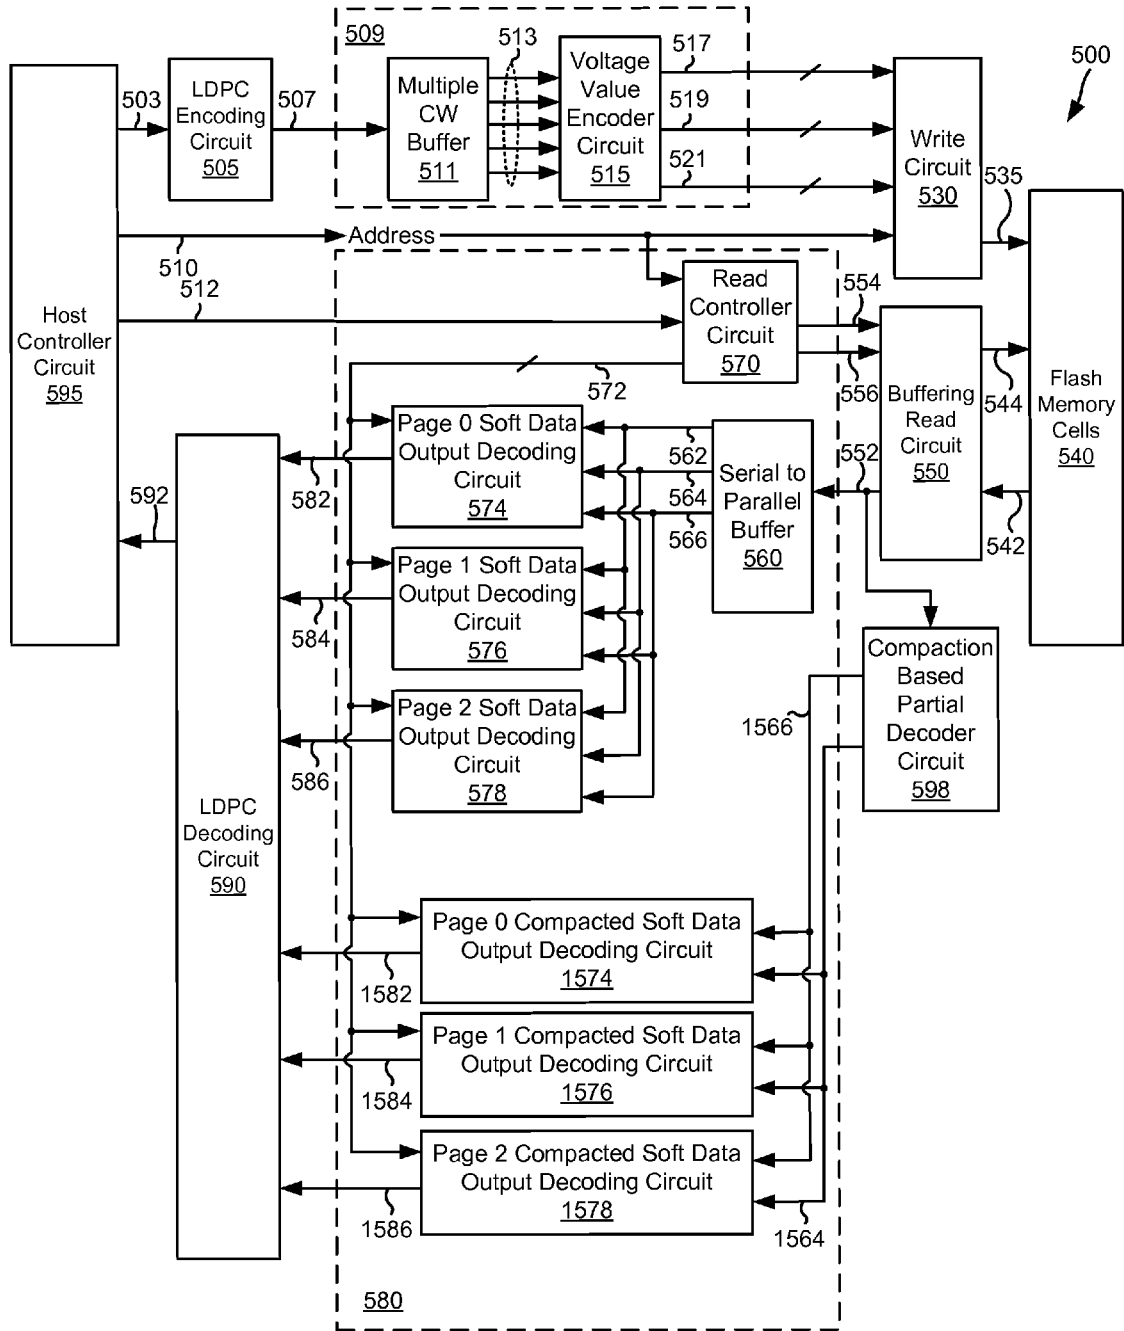 509
513
517
500
503
LDPC
Encoding
Circuit
505
507
Multiple
CW
Buffer
511
Voltage
Value
Encoder
Circuit
515
519
521
Write
Circuit
530
535
510
Address
512
Host
Controller
Circuit
595
Read
Controller
Circuit
570
554
556
572
Buffering
Read
Circuit
550
544
Flash
Memory
Cells
540
Page 0 Soft Data
Output Decoding
Circuit
574
582
562
564
566
Serial to
Parallel
Buffer
560
552
542
592
Page 1 Soft Data
Output Decoding
Circuit
576
584
Page 2 Soft Data
Output Decoding
Circuit
578
586
Compaction
Based
Partial
Decoder
Circuit
598
1566
LDPC
Decoding
Circuit
590
Page 0 Compacted Soft Data
Output Decoding Circuit
1574
1582
Page 1 Compacted Soft Data
Output Decoding Circuit
1576
1584
Page 2 Compacted Soft Data
Output Decoding Circuit
1578
1586
1564
580